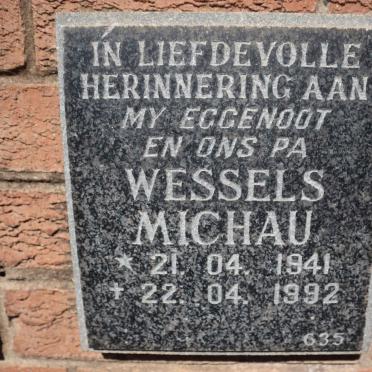 IN LIEFDEVOLLE
HERINNERING AAN
MY EGGENOOT
EN ONS PA
WESSELS
MICHAU
* 21. 04. 1941
† 22. 04. 1992
635